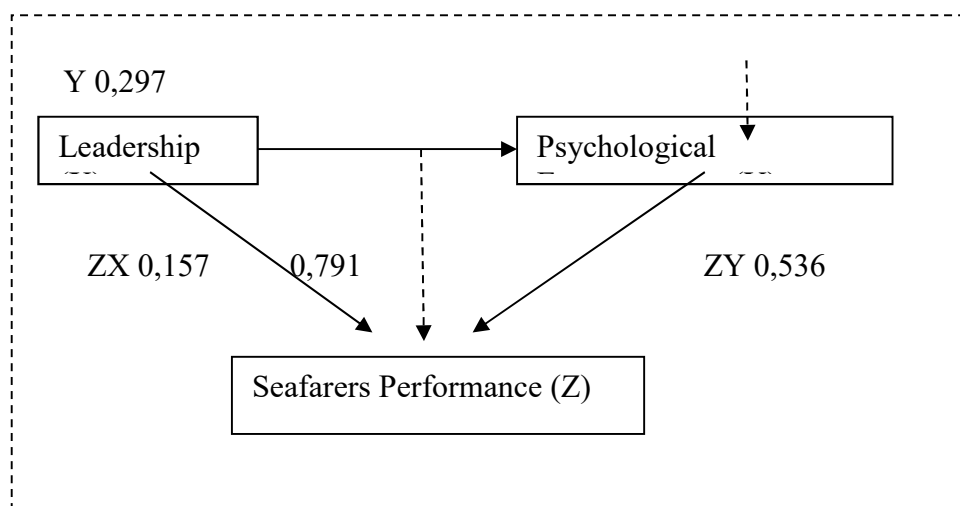 Y 0,297
Leadership
Psychological
ZX 0,157
0,791
ZY 0,536
Seafarers Performance (Z)